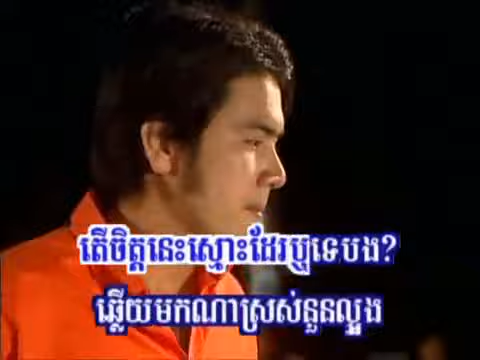 តើចិត្តនេះស្មោះដែរឬទេបង?
ឆ្លើយមកណាស្រស់នួនល្អួង